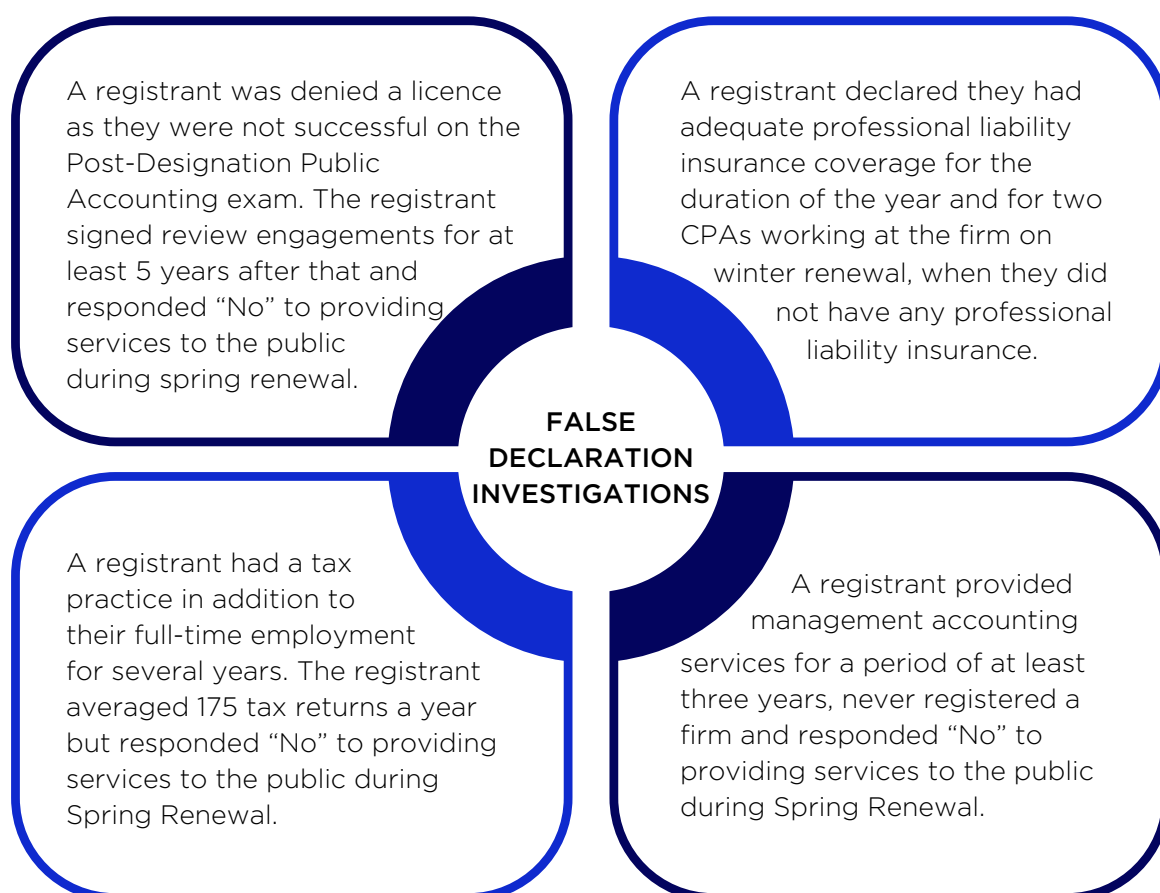 A registrant was denied a licence
as they were not successful on the
Post-Designation Public
Accounting exam. The registrant
signed review engagements for at
least 5 years after that and
responded “No” to providing
services to the public
during spring renewal.
A registrant declared they had
adequate professional liability
insurance coverage for the
duration of the year and for two
CPAs working at the firm on
winter renewal, when they did
not have any professional
liability insurance.
FALSE
DECLARATION
INVESTIGATIONS
A registrant had a tax
practice in addition to
their full-time employment
for several years. The registrant
averaged 175 tax returns a year
but responded “No” to providing
services to the public during
Spring Renewal.
A registrant provided
management accounting
services for a period of at least
three years, never registered a
firm and responded “No” to
providing services to the public
during Spring Renewal.